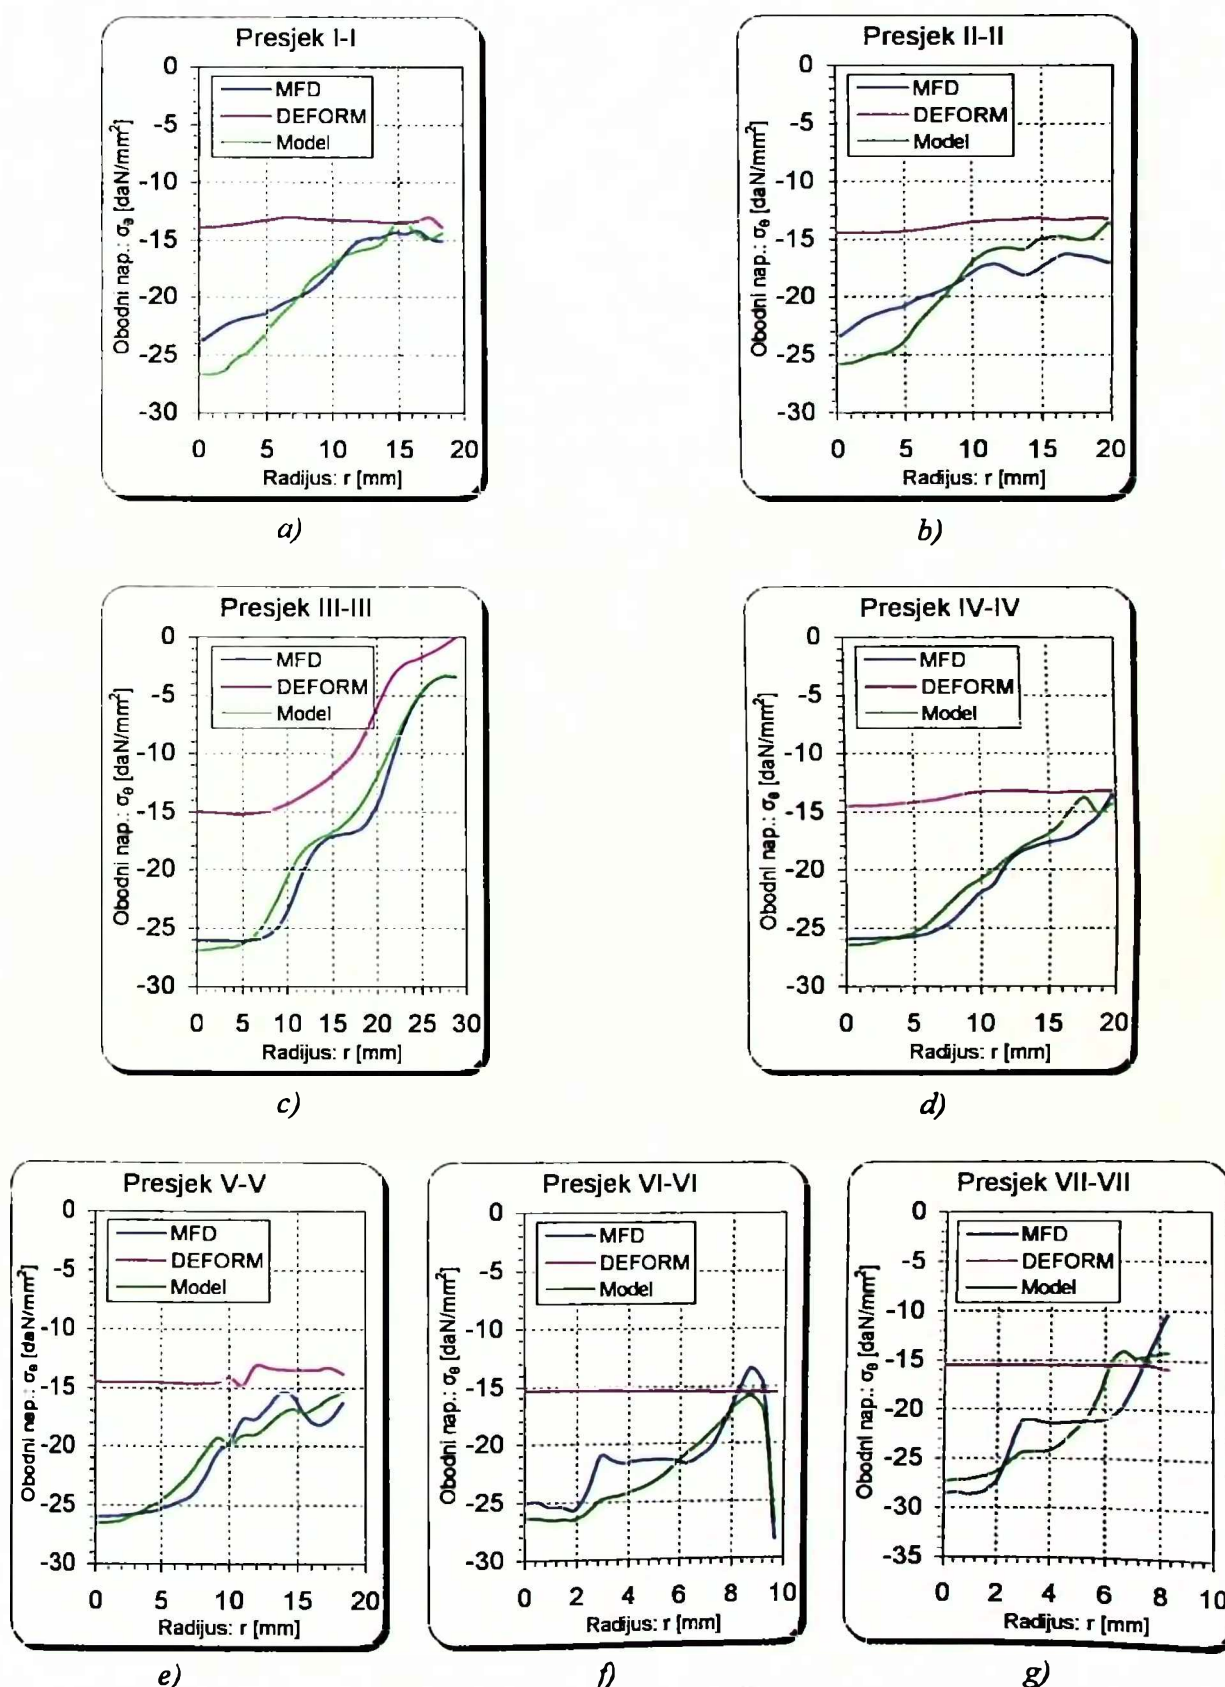 Presjek I-I
0
-5
-10
-15
-20
-25
-30
MFD
DEFORM
Model
Obodni nap.: σθ [daN/mm²]
0 5 10 15 20
Radijus: r [mm]
a)
Presjek II-II
0
-5
-10
-15
-20
-25
-30
MFD
DEFORM
Model
Obodni nap.: σθ [daN/mm²]
0 5 10 15 20
Radijus: r [mm]
b)
Presjek III-III
0
-5
-10
-15
-20
-25
-30
MFD
DEFORM
Model
Obodni nap.: σθ [daN/mm²]
0 5 10 15 20 25 30
Radijus: r [mm]
c)
Presjek IV-IV
0
-5
-10
-15
-20
-25
-30
MFD
DEFORM
Model
Obodni nap.: σθ [daN/mm²]
0 5 10 15 20
Radijus: r [mm]
d)
Presjek V-V
0
-5
-10
-15
-20
-25
-30
MFD
DEFORM
Model
Obodni nap.: σθ [daN/mm²]
0 5 10 15 20
Radijus: r [mm]
e)
Presjek VI-VI
0
-5
-10
-15
-20
-25
-30
MFD
DEFORM
Model
Obodni nap.: σθ [daN/mm²]
0 2 4 6 8 10
Radijus: r [mm]
f)
Presjek VII-VII
0
-5
-10
-15
-20
-25
-30
-35
MFD
DEFORM
Model
Obodni nap.: σθ [daN/mm²]
0 2 4 6 8 10
Radijus: r [mm]
g)